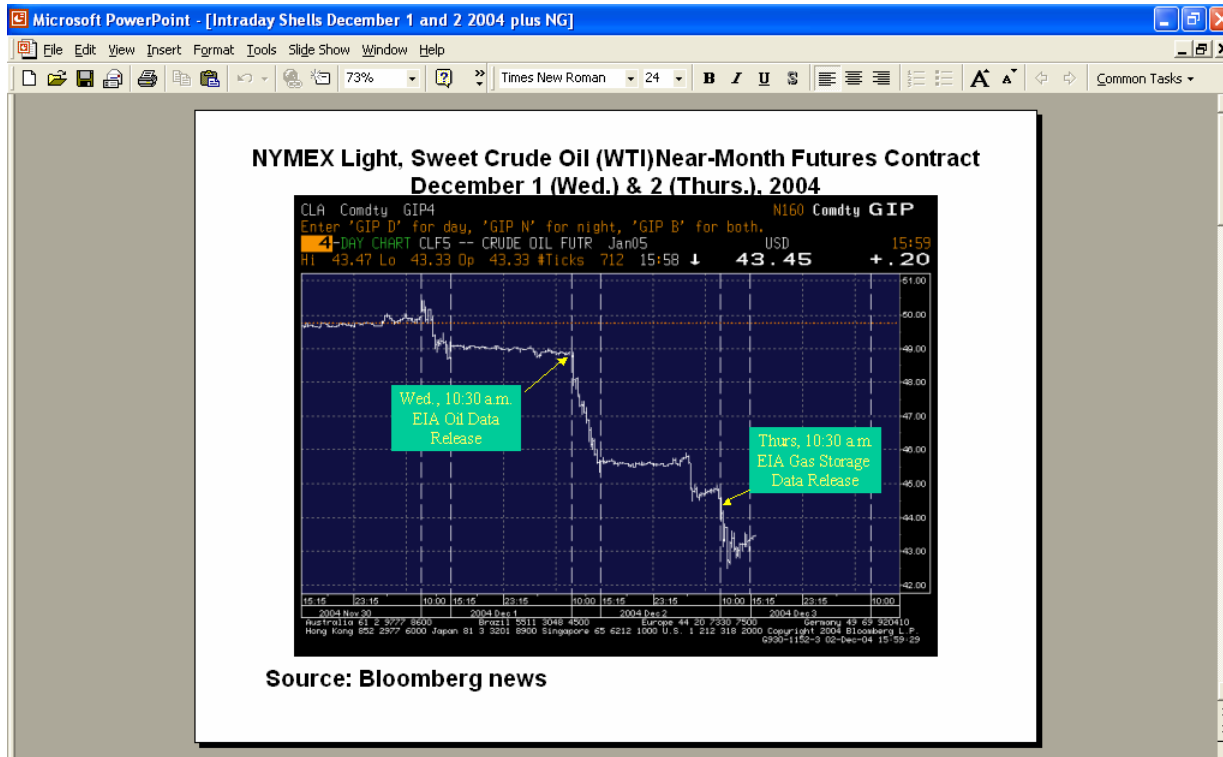 Microsoft PowerPoint - [Intraday Shells December 1 and 2 2004 plus NG]
File Edit View Insert Format Tools Slide Show Window Help
73% Times New Roman 24 B I U S A A Common Tasks
NYMEX Light, Sweet Crude Oil (WTI)Near-Month Futures Contract
December 1 (Wed.) & 2 (Thurs.), 2004
CLA Comdty GIP4 N160 Comdty GIP
Enter 'GIP D' for day, 'GIP N' for night, 'GIP B' for both.
4-DAY CHART CLF5 -- CRUDE OIL FUTR Jan05 USD 15:59
Hi 43.47 Lo 43.33 Op 43.33 #Ticks 712 15:58 ↓ 43.45 +.20
51.00
50.00
49.00
48.00
Wed., 10:30 a.m.
EIA Oil Data
Release
47.00
Thurs, 10:30 a.m
EIA Gas Storage
Data Release
46.00
45.00
44.00
43.00
42.00
15:15 23:15 10:00 15:15 23:15 10:00 15:15 23:15 10:00 15:15 23:15 10:00
2004 Nov 30 2004 Dec 1 2004 Dec 2 2004 Dec 3
Australia 61 2 9777 8600 Brazil 5511 3048 4500 Europe 44 20 7330 7500 Germany 49 69 920410
Hong Kong 852 2977 6000 Japan 81 3 3201 8900 Singapore 65 6212 1000 U.S. 1 212 318 2000 Copyright 2004 Bloomberg L.P.
G930-1152-3 02-Dec-04 15:59:29
Source: Bloomberg news